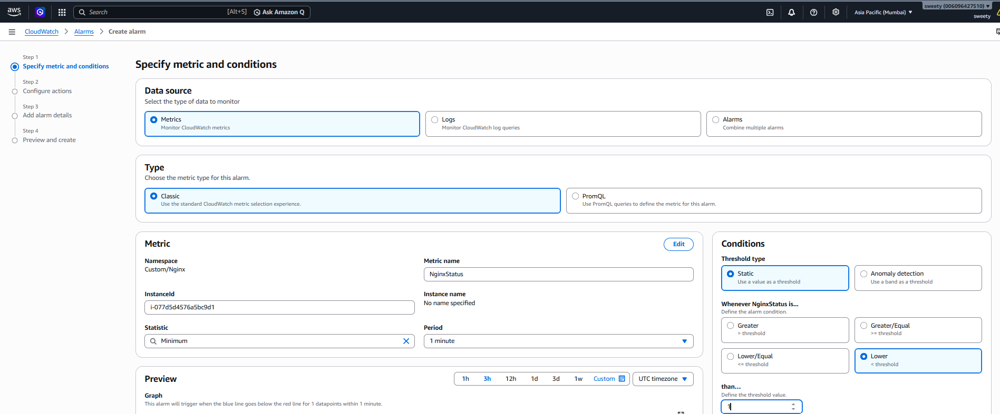 aws
Search
[Alt+S]
Ask Amazon Q
Asia Pacific (Mumbai)
sweety (006096427510)
sweety
CloudWatch
Alarms
Create alarm
Step 1
Specify metric and conditions
Step 2
Configure actions
Step 3
Add alarm details
Step 4
Preview and create
Specify metric and conditions
Data source
Select the type of data to monitor
Metrics
Monitor CloudWatch metrics
Logs
Monitor CloudWatch log queries
Alarms
Combine multiple alarms
Type
Choose the metric type for this alarm.
Classic
Use the standard CloudWatch metric selection experience.
PromQL
Use PromQL queries to define the metric for this alarm.
Metric
Edit
Namespace
Custom/Nginx
Metric name
NginxStatus
InstanceId
i-077d5d4576a5bc9d1
Instance name
No name specified
Statistic
Minimum
Period
1 minute
Preview
1h
3h
12h
1d
3d
1w
Custom
UTC timezone
Graph
This alarm will trigger when the blue line goes below the red line for 1 datapoints within 1 minute.
Conditions
Threshold type
Static
Use a value as a threshold
Anomaly detection
Use a band as a threshold
Whenever NginxStatus is...
Define the alarm condition.
Greater
> threshold
Greater/Equal
>= threshold
Lower/Equal
<= threshold
Lower
< threshold
than...
Define the threshold value.
1